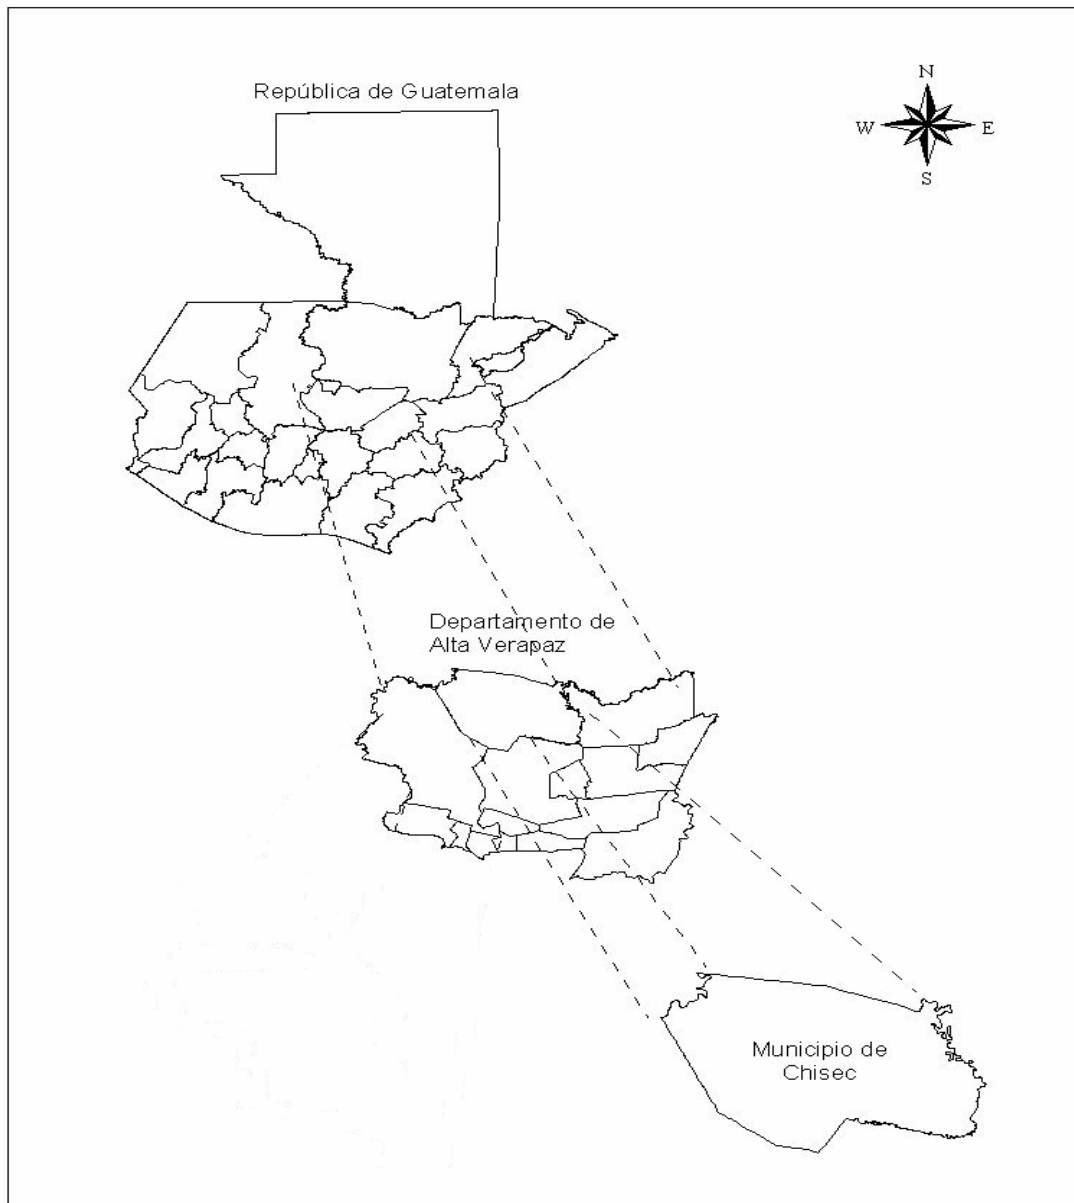 República de Guatemala
N
W E
S
Departamento de
Alta Verapaz
Municipio de
Chisec